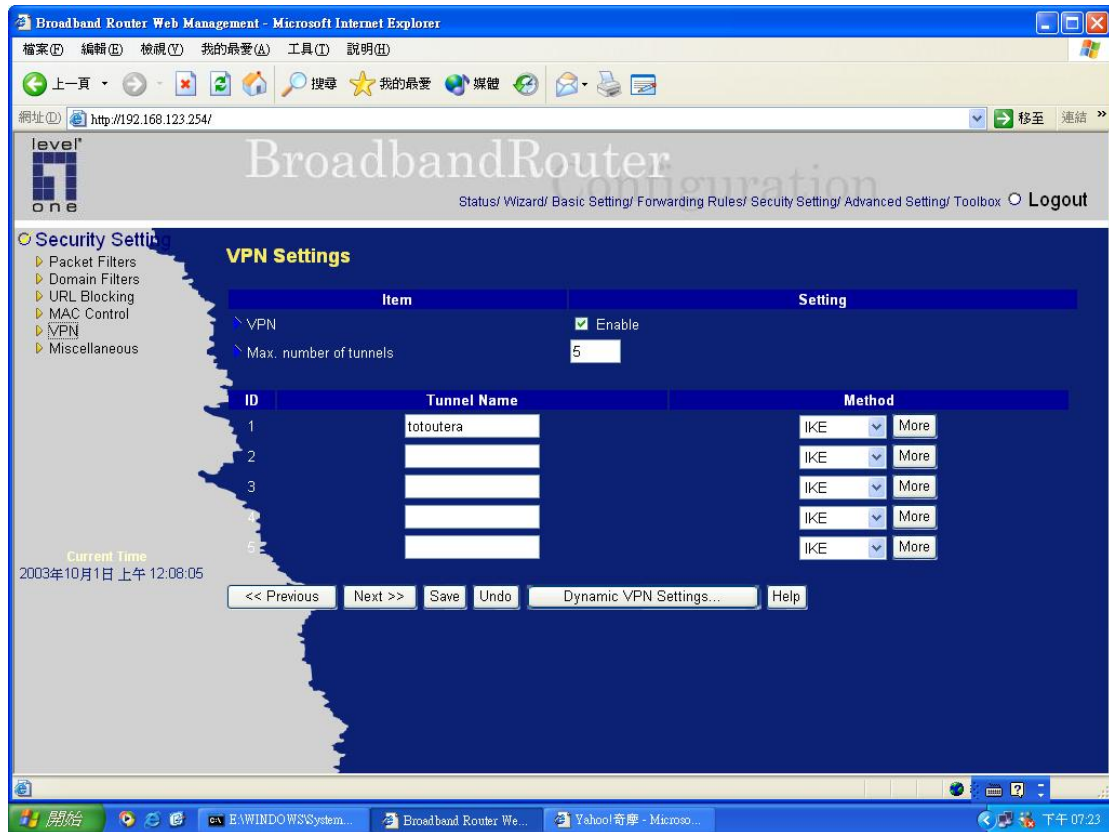 Broadband Router Web Management - Microsoft Internet Explorer
檔案(F) 編輯(E) 檢視(V) 我的最愛(A) 工具(T) 說明(H)
上一頁 搜尋 我的最愛 媒體
網址(D) http://192.168.123.254/ 移至 連結 »
level one
BroadbandRouter
Configuration
Status/ Wizard/ Basic Setting/ Forwarding Rules/ Secuity Setting/ Advanced Setting/ Toolbox Logout
Security Setting
Packet Filters
Domain Filters
URL Blocking
MAC Control
VPN
Miscellaneous
Current Time
2003年10月1日 上午 12:08:05
VPN Settings
Item Setting
VPN Enable
Max. number of tunnels 5
ID Tunnel Name Method
1 totoutera IKE More
2 IKE More
3 IKE More
4 IKE More
5 IKE More
<< Previous Next >> Save Undo Dynamic VPN Settings... Help
開始 E:\WINDOWS\System... Broadband Router We... Yahoo!奇摩 - Microso... 下午 07:23